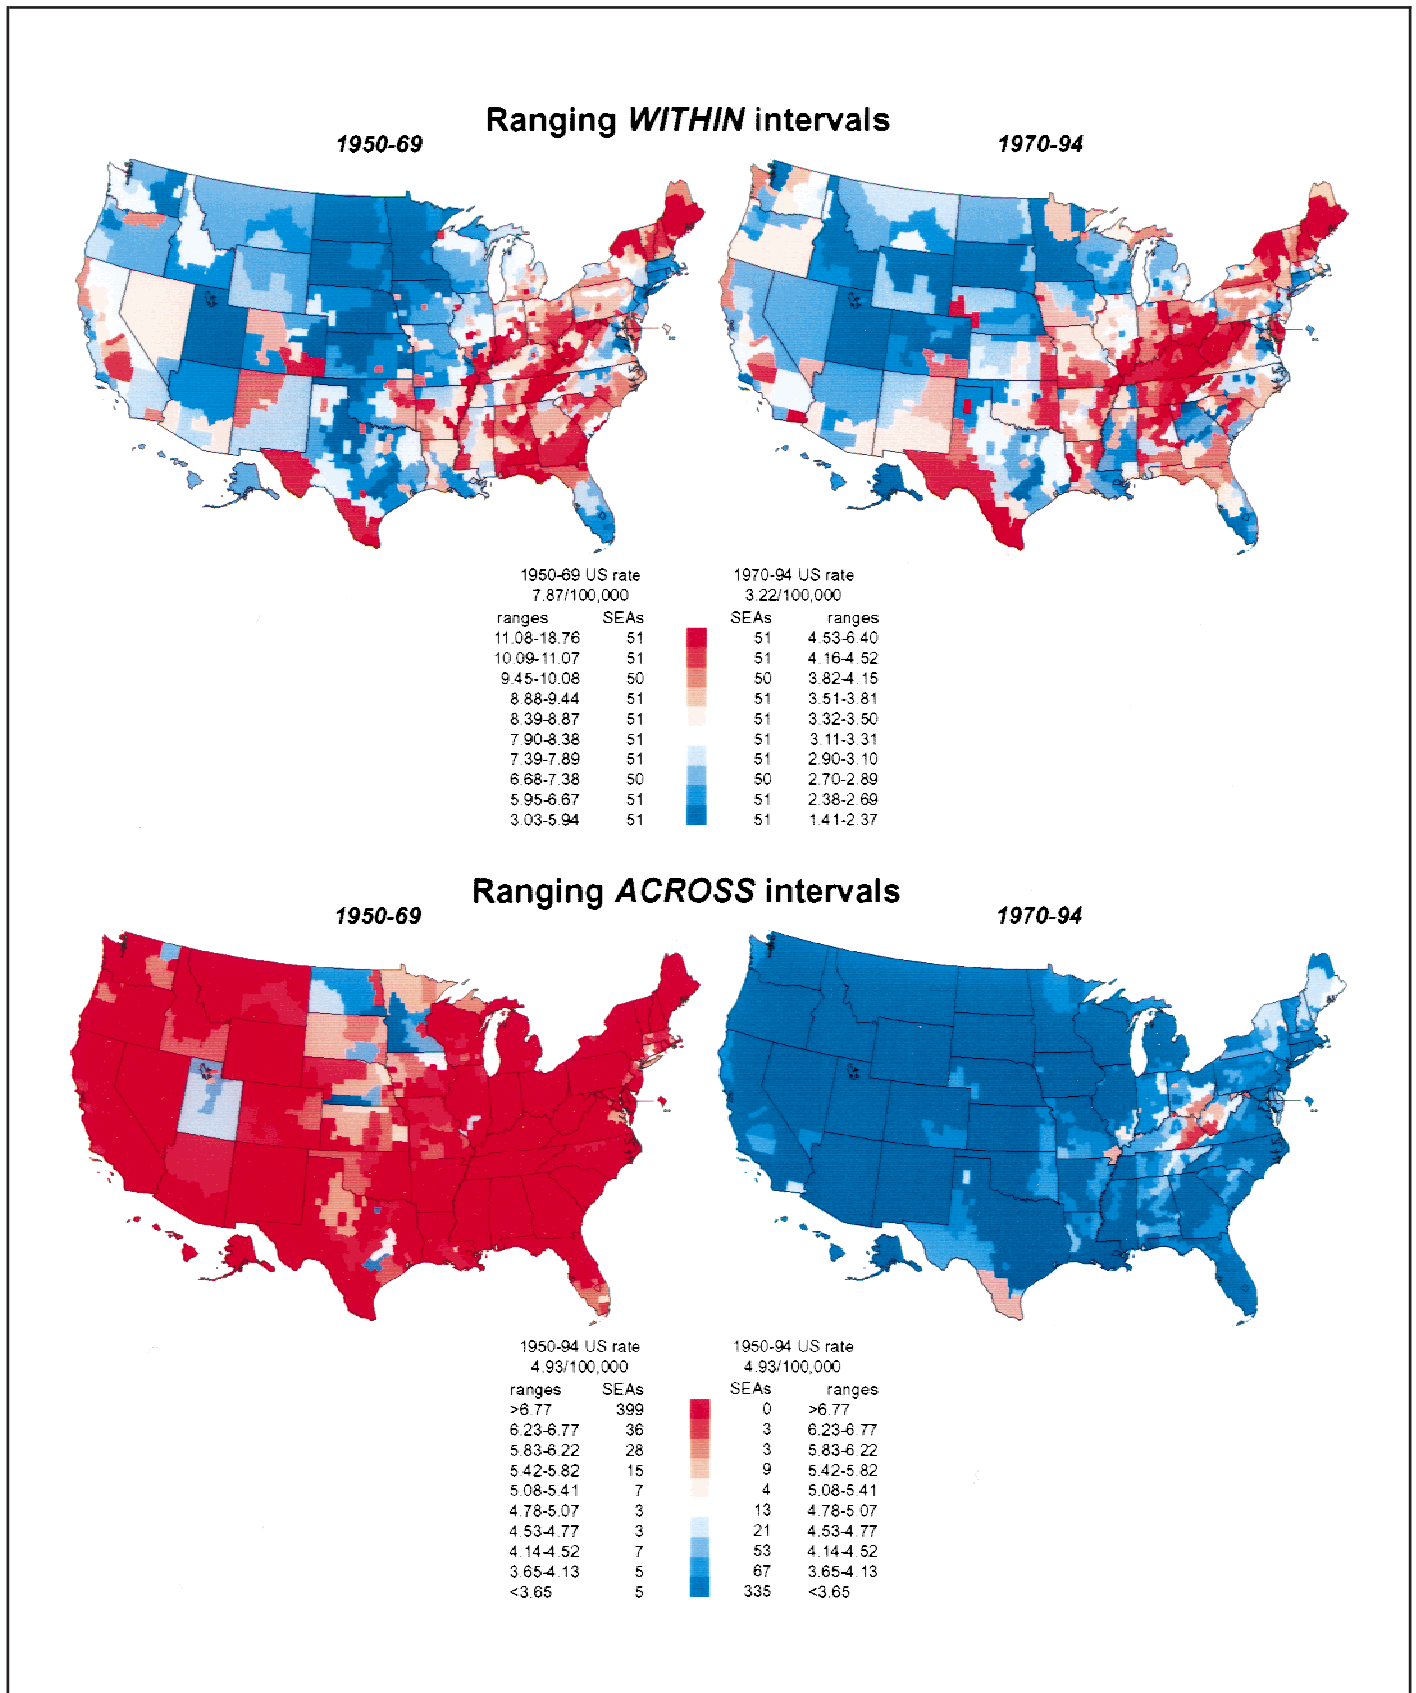 Ranging WITHIN intervals
1950-69 1970-94
1950-69 US rate 1970-94 US rate
7.87/100,000 3.22/100,000
ranges SEAs SEAs ranges
11.08-18.76 51 51 4.53-6.40
10.09-11.07 51 51 4.16-4.52
9.45-10.08 50 50 3.82-4.15
8.88-9.44 51 51 3.51-3.81
8.39-8.87 51 51 3.32-3.50
7.90-8.38 51 51 3.11-3.31
7.39-7.89 51 51 2.90-3.10
6.68-7.38 50 50 2.70-2.89
5.95-6.67 51 51 2.38-2.69
3.03-5.94 51 51 1.41-2.37
Ranging ACROSS intervals
1950-69 1970-94
1950-94 US rate 1950-94 US rate
4.93/100,000 4.93/100,000
ranges SEAs SEAs ranges
>6.77 399 0 >6.77
6.23-6.77 36 3 6.23-6.77
5.83-6.22 28 3 5.83-6.22
5.42-5.82 15 9 5.42-5.82
5.08-5.41 7 4 5.08-5.41
4.78-5.07 3 13 4.78-5.07
4.53-4.77 3 21 4.53-4.77
4.14-4.52 7 53 4.14-4.52
3.65-4.13 5 67 3.65-4.13
<3.65 5 335 <3.65